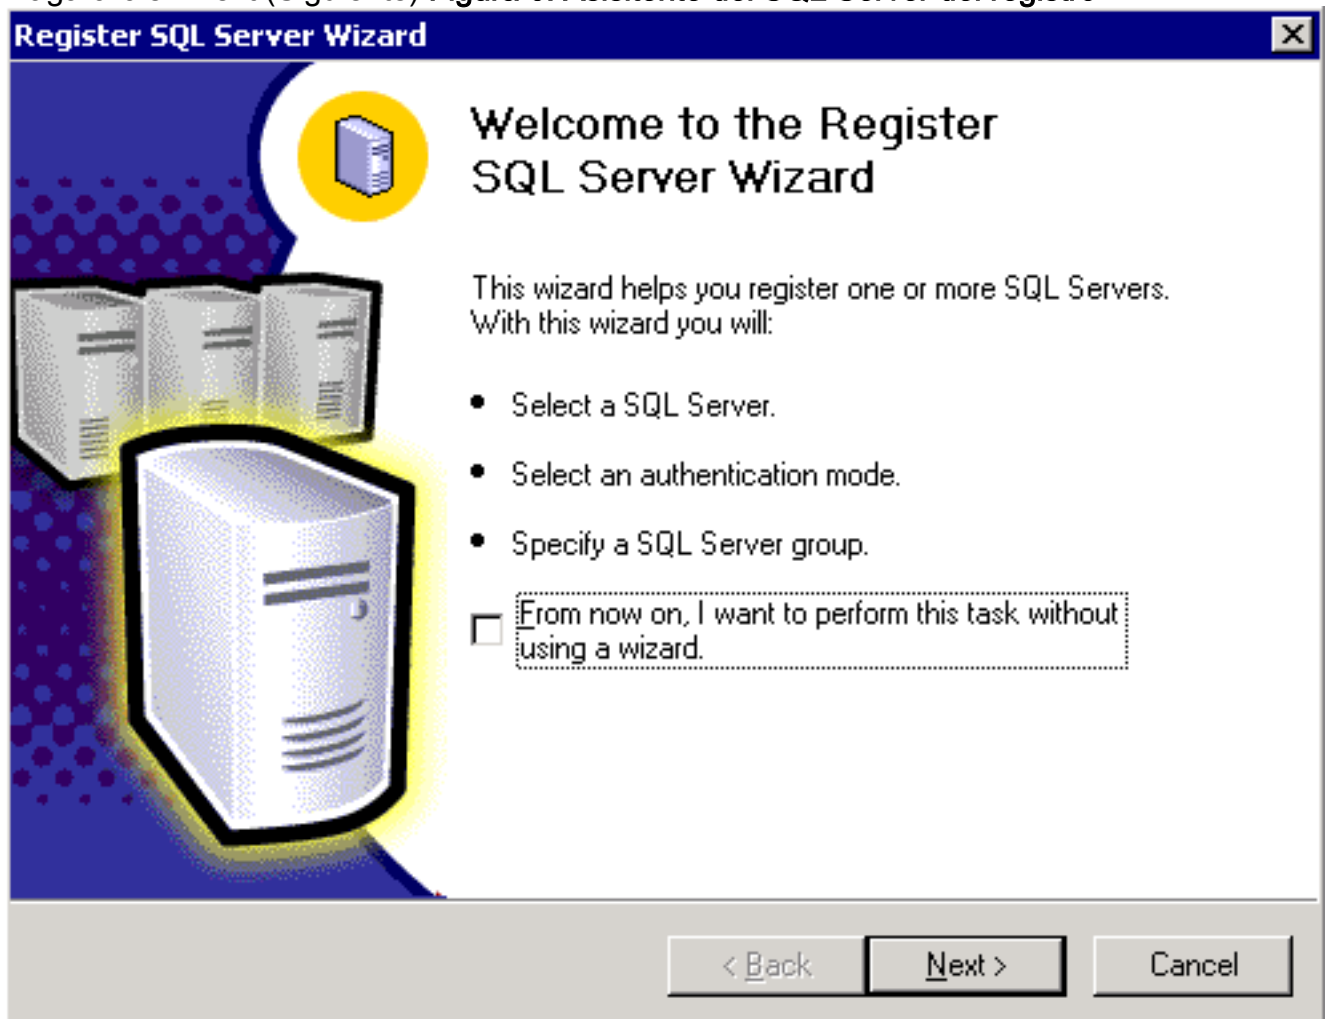 Register SQL Server Wizard
Welcome to the Register
SQL Server Wizard
This wizard helps you register one or more SQL Servers.
With this wizard you will:
• Select a SQL Server.
• Select an authentication mode.
• Specify a SQL Server group.
From now on, I want to perform this task without
using a wizard.
< Back
Next >
Cancel